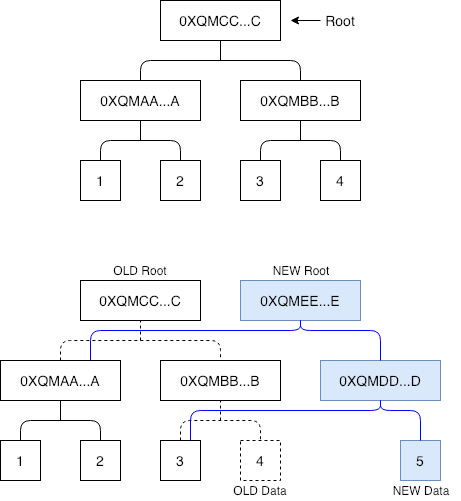 0XQMCC...C
Root
0XQMAA...A
0XQMBB...B
1
2
3
4
OLD Root
NEW Root
0XQMCC...C
0XQMEE...E
0XQMAA...A
0XQMBB...B
0XQMDD...D
1
2
3
4
5
OLD Data
NEW Data